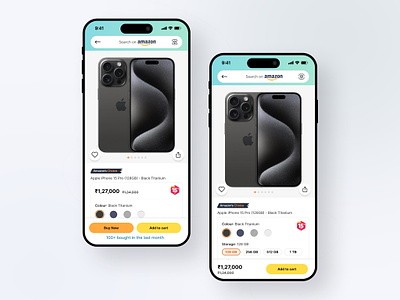 9:41
Search on amazon
Amazon's Choice
Apple iPhone 15 Pro (128GB) - Black Titanium
₹1,27,000
₹1,34,900
Colour: Black Titanium
Buy Now
Add to cart
100+ bought in the last month
9:41
Search on amazon
Amazon's Choice
Apple iPhone 15 Pro (128GB) - Black Titanium
Colour: Black Titanium
Storage: 128 GB
128 GB
256 GB
512 GB
1 TB
₹1,27,000
₹1,34,900
Add to cart